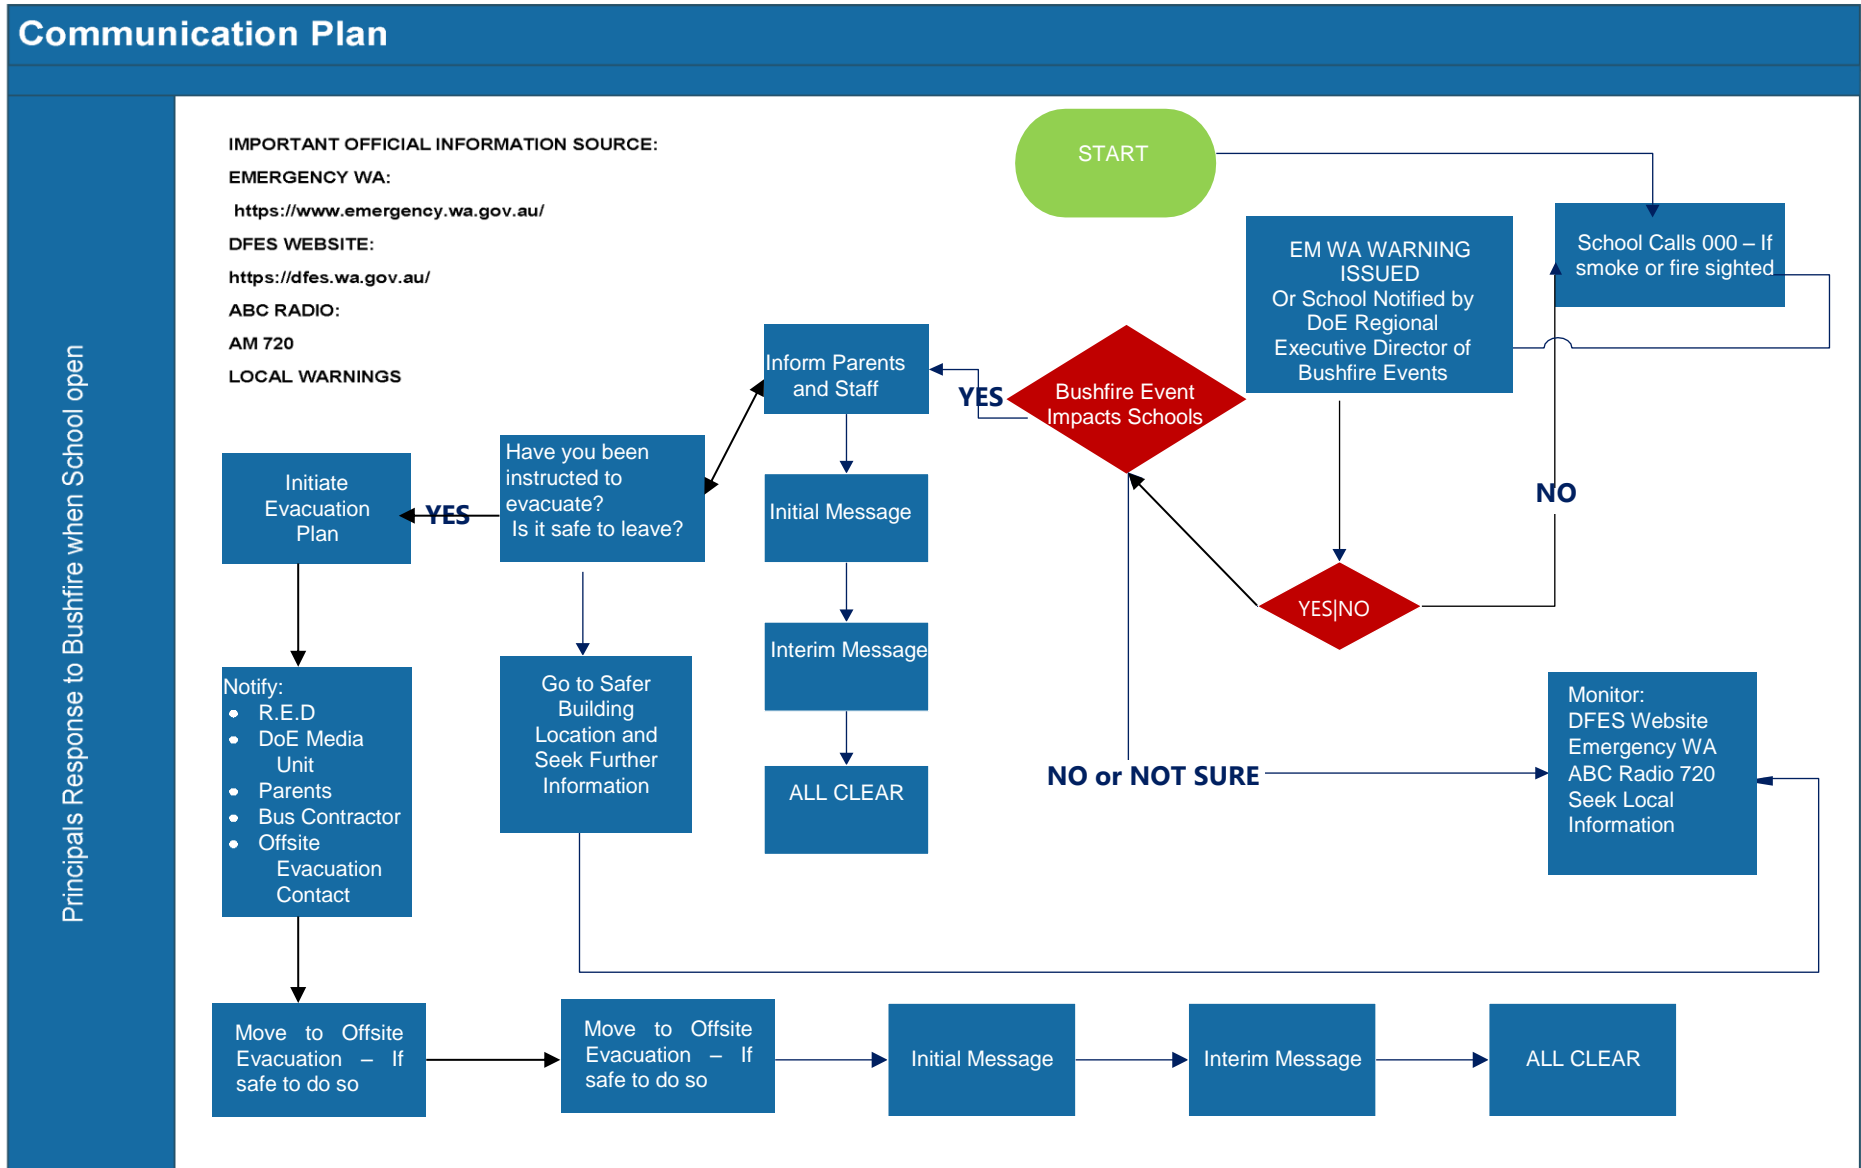 Communication Plan
Principals Response to Bushfire when School open
IMPORTANT OFFICIAL INFORMATION SOURCE:
EMERGENCY WA:
https://www.emergency.wa.gov.au/
DFES WEBSITE:
https://dfes.wa.gov.au/
ABC RADIO:
AM 720
LOCAL WARNINGS
START
School Calls 000 – If
smoke or fire sighted
EM WA WARNING
ISSUED
Or School Notified by
DoE Regional
Executive Director of
Bushfire Events
YES|NO
NO
Bushfire Event
Impacts Schools
YES
NO or NOT SURE
Monitor:
DFES Website
Emergency WA
ABC Radio 720
Seek Local
Information
Inform Parents
and Staff
Initial Message
Interim Message
ALL CLEAR
Have you been
instructed to
evacuate?
Is it safe to leave?
YES
Initiate
Evacuation
Plan
Go to Safer
Building
Location and
Seek Further
Information
Notify:
• R.E.D
• DoE Media
Unit
• Parents
• Bus Contractor
• Offsite
Evacuation
Contact
Move to Offsite
Evacuation – If
safe to do so
Move to Offsite
Evacuation – If
safe to do so
Initial Message
Interim Message
ALL CLEAR